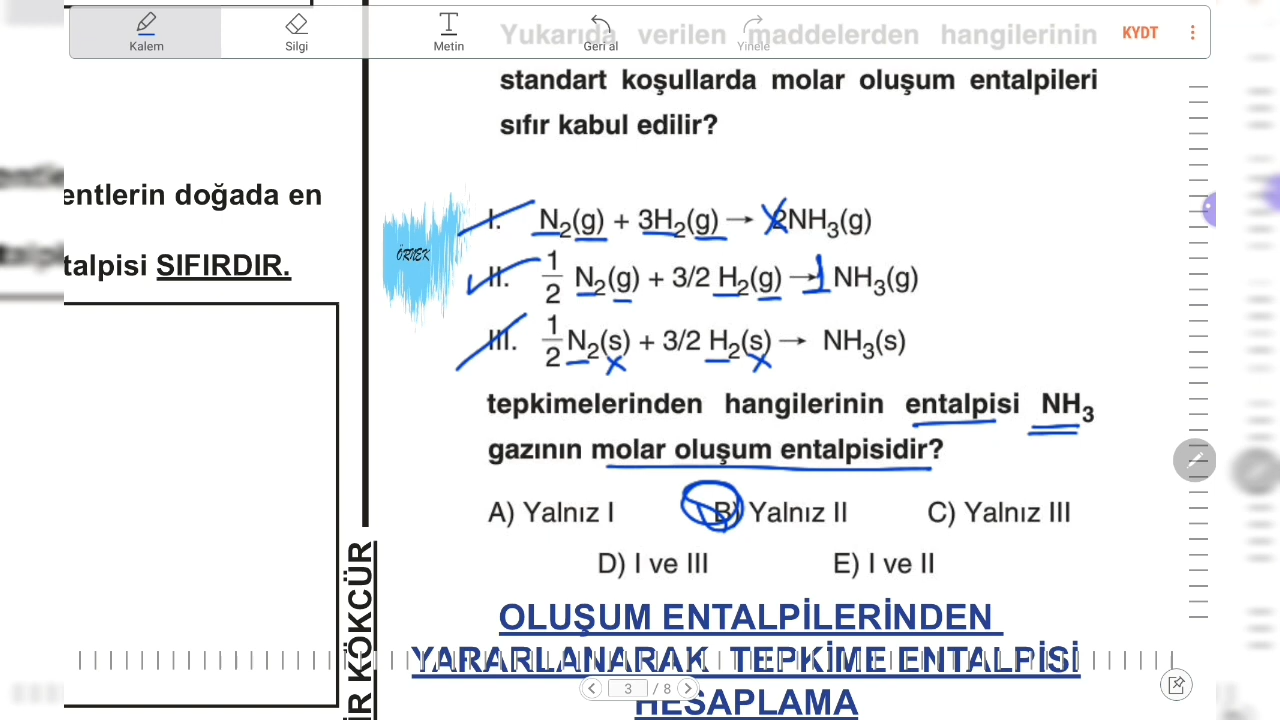 Kalem
Silgi
Metin
Geri al
Yinele
KYDT
Yukarıda verilen maddelerden hangilerinin
standart koşullarda molar oluşum entalpileri
sıfır kabul edilir?
entlerin doğada en
talpisi SIFIRDIR.
ÖRNEK
I. N₂(g) + 3H₂(g) → 2NH₃(g)
II. 1/2 N₂(g) + 3/2 H₂(g) → 1 NH₃(g)
III. 1/2 N₂(s) + 3/2 H₂(s) → NH₃(s)
tepkimelerinden hangilerinin entalpisi NH₃
gazının molar oluşum entalpisidir?
A) Yalnız I B) Yalnız II C) Yalnız III
D) I ve III E) I ve II
İR KÖKCÜR
OLUŞUM ENTALPİLERİNDEN
YARARLANARAK TEPKİME ENTALPİSİ
HESAPLAMA
3 / 8